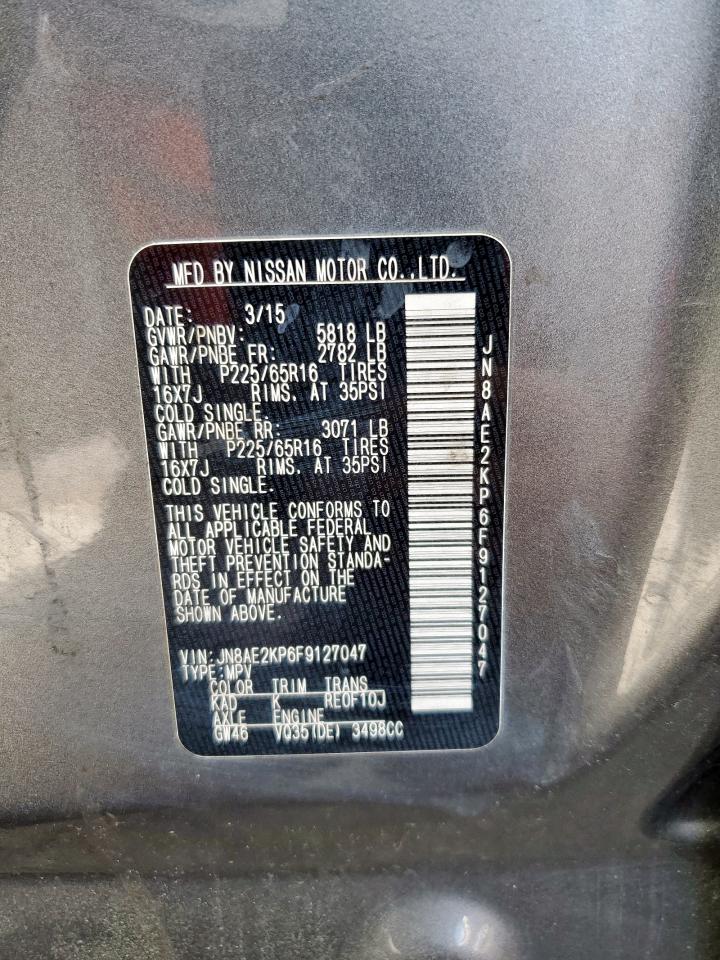 MFD BY NISSAN MOTOR CO.,LTD.
DATE: 3/15
GVWR/PNBV: 5818 LB
GAWR/PNBE FR: 2782 LB
WITH P225/65R16 TIRES
16X7J RIMS. AT 35PSI
COLD SINGLE.
GAWR/PNBE RR: 3071 LB
WITH P225/65R16 TIRES
16X7J RIMS. AT 35PSI
COLD SINGLE.
THIS VEHICLE CONFORMS TO
ALL APPLICABLE FEDERAL
MOTOR VEHICLE SAFETY AND
THEFT PREVENTION STANDA-
RDS IN EFFECT ON THE
DATE OF MANUFACTURE
SHOWN ABOVE.
VIN:JN8AE2KP6F9127047
TYPE:MPV
COLOR TRIM TRANS
KAD K RE0F10J
AXLE ENGINE
GW46 VQ35(DE) 3498CC
JN8AE2KP6F9127047